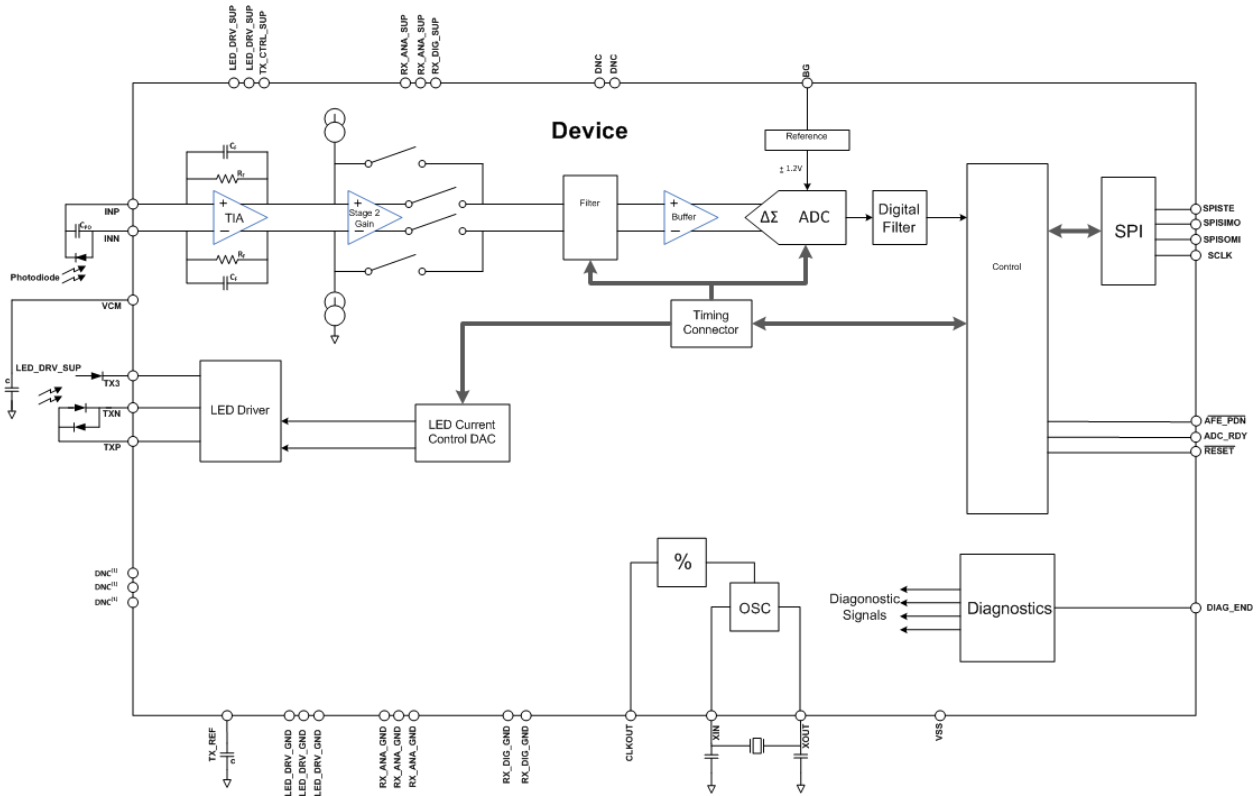 LED_DRV_SUP
LED_DRV_SUP
TX_CTRL_SUP
RX_ANA_SUP
RX_ANA_SUP
RX_DIG_SUP
DNC
DNC
BG
Device
Reference
± 1.2V
Cf
Rf
INP
TIA
Stage 2
Gain
Filter
Buffer
ΔΣ ADC
Digital
Filter
Control
SPI
SPISTE
SPISIMO
SPISOMI
SCLK
CPD
INN
Rf
Cf
Photodiode
VCM
Timing
Connector
C
LED_DRV_SUP
TX3
TXN
TXP
LED Driver
LED Current
Control DAC
AFE_PDN
ADC_RDY
RESET
DNC(1)
DNC(1)
DNC(1)
%
OSC
Diagonostic
Signals
Diagnostics
DIAG_END
TX_REF
C
LED_DRV_GND
LED_DRV_GND
LED_DRV_GND
RX_ANA_GND
RX_ANA_GND
RX_ANA_GND
RX_DIG_GND
RX_DIG_GND
CLKOUT
XIN
XOUT
VSS